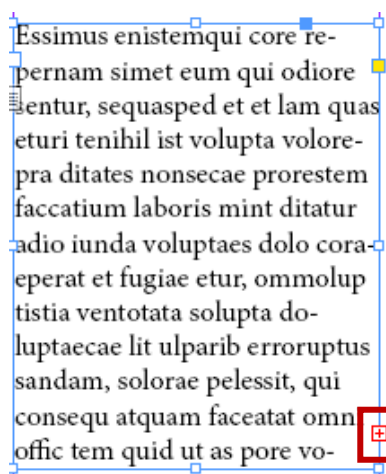 Essimus enistemqui core re-
pernam simet eum qui odiore
sentur, sequasped et et lam quas
eturi tenihil ist volupta volore-
pra ditates nonsecae prorestem
faccatium laboris mint ditatur
adio iunda voluptaes dolo cora-
eperat et fugiae etur, ommolup
tistia ventotata solupta do-
luptaecae lit ulparib erroruptus
sandam, solorae pelessit, qui
consequ atquam faceatat omn
offic tem quid ut as pore vo-